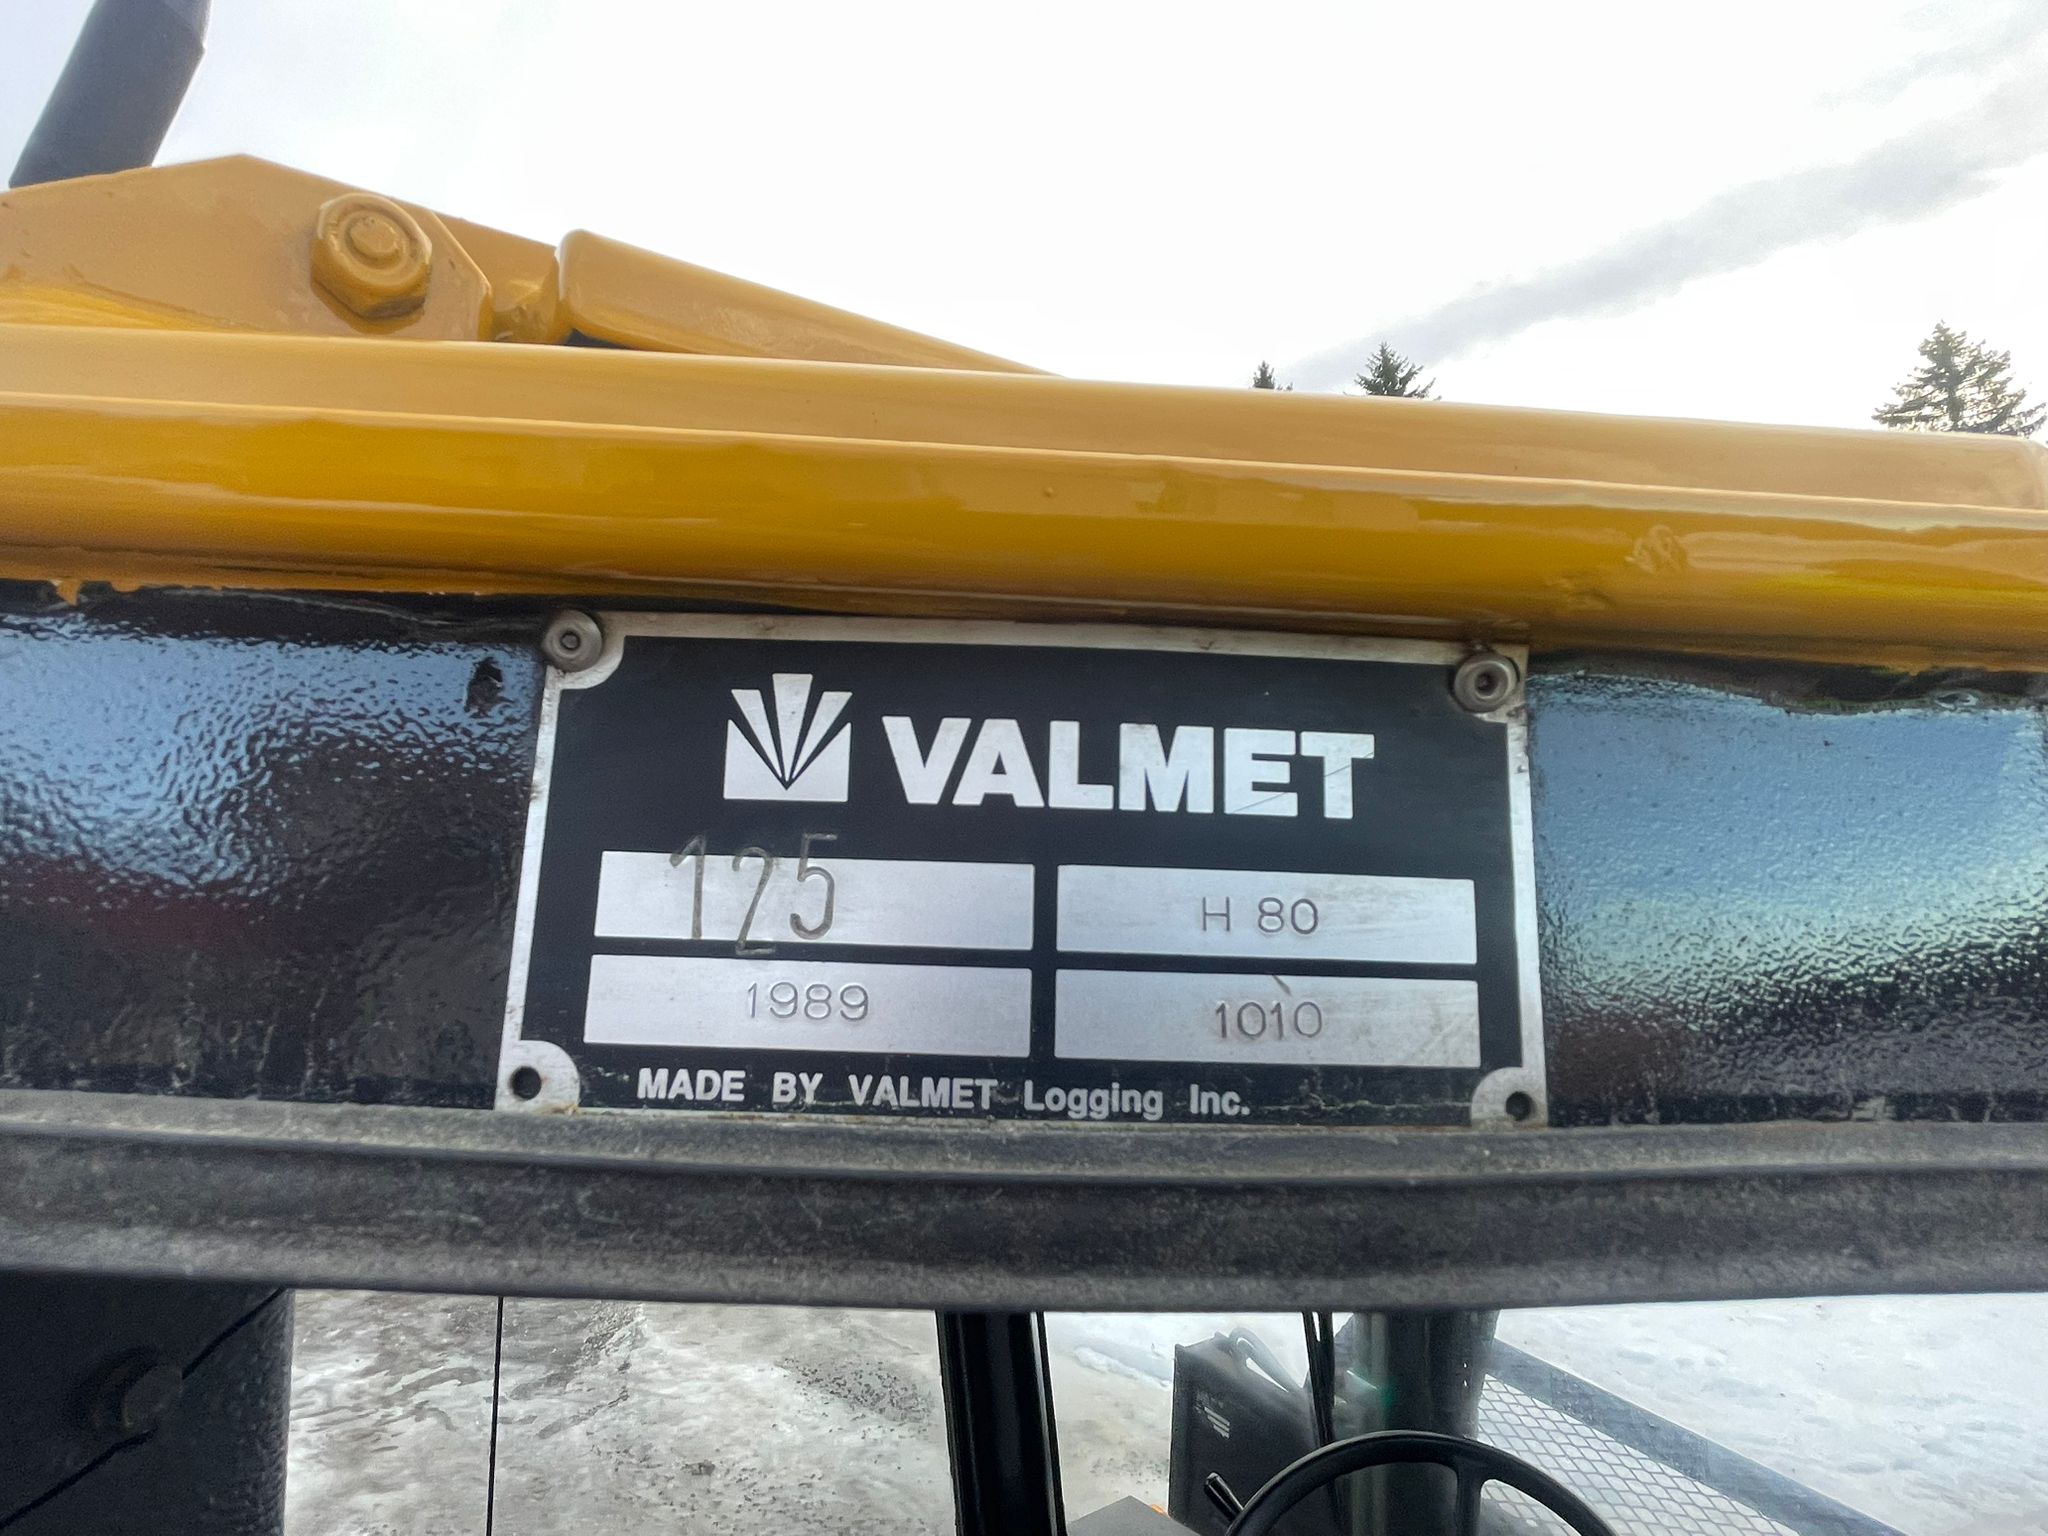 VALMET
125 H 80
1989 1010
MADE BY VALMET Logging Inc.